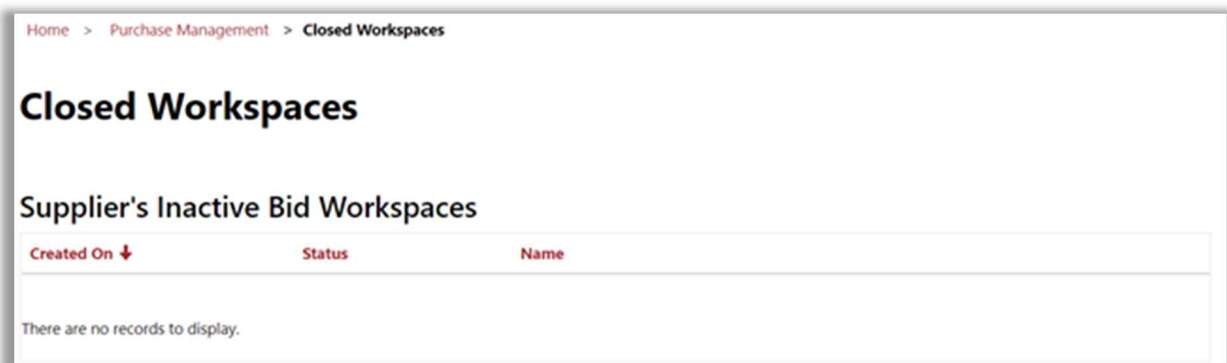 Home > Purchase Management > Closed Workspaces
Closed Workspaces
Supplier's Inactive Bid Workspaces
Created On ↓ Status Name
There are no records to display.